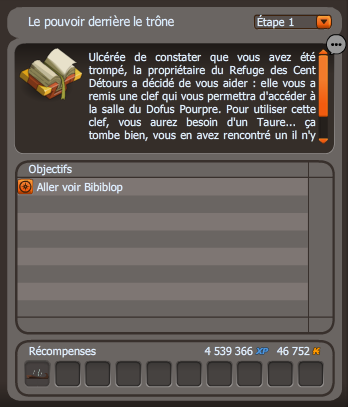 Le pouvoir derrière le trône
Étape 1
Ulcérée de constater que vous avez été
trompé, la propriétaire du Refuge des Cent
Détours a décidé de vous aider : elle vous a
remis une clef qui vous permettra d'accéder à
la salle du Dofus Pourpre. Pour utiliser cette
clef, vous aurez besoin d'un Taure... ça
tombe bien, vous en avez rencontré un il n'y
Objectifs
Aller voir Bibiblop
Récompenses 4 539 366 XP 46 752 K